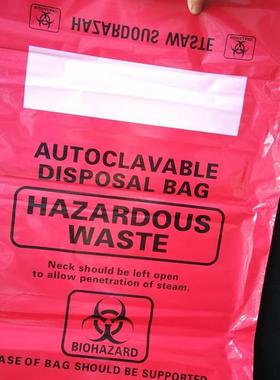 HAZARDOUS WASTE
BIOHAZARD
AUTOCLAVABLE
DISPOSAL BAG
HAZARDOUS
WASTE
Neck should be left open
to allow penetration of steam.
BIOHAZARD
ASE OF BAG SHOULD BE SUPPORTED